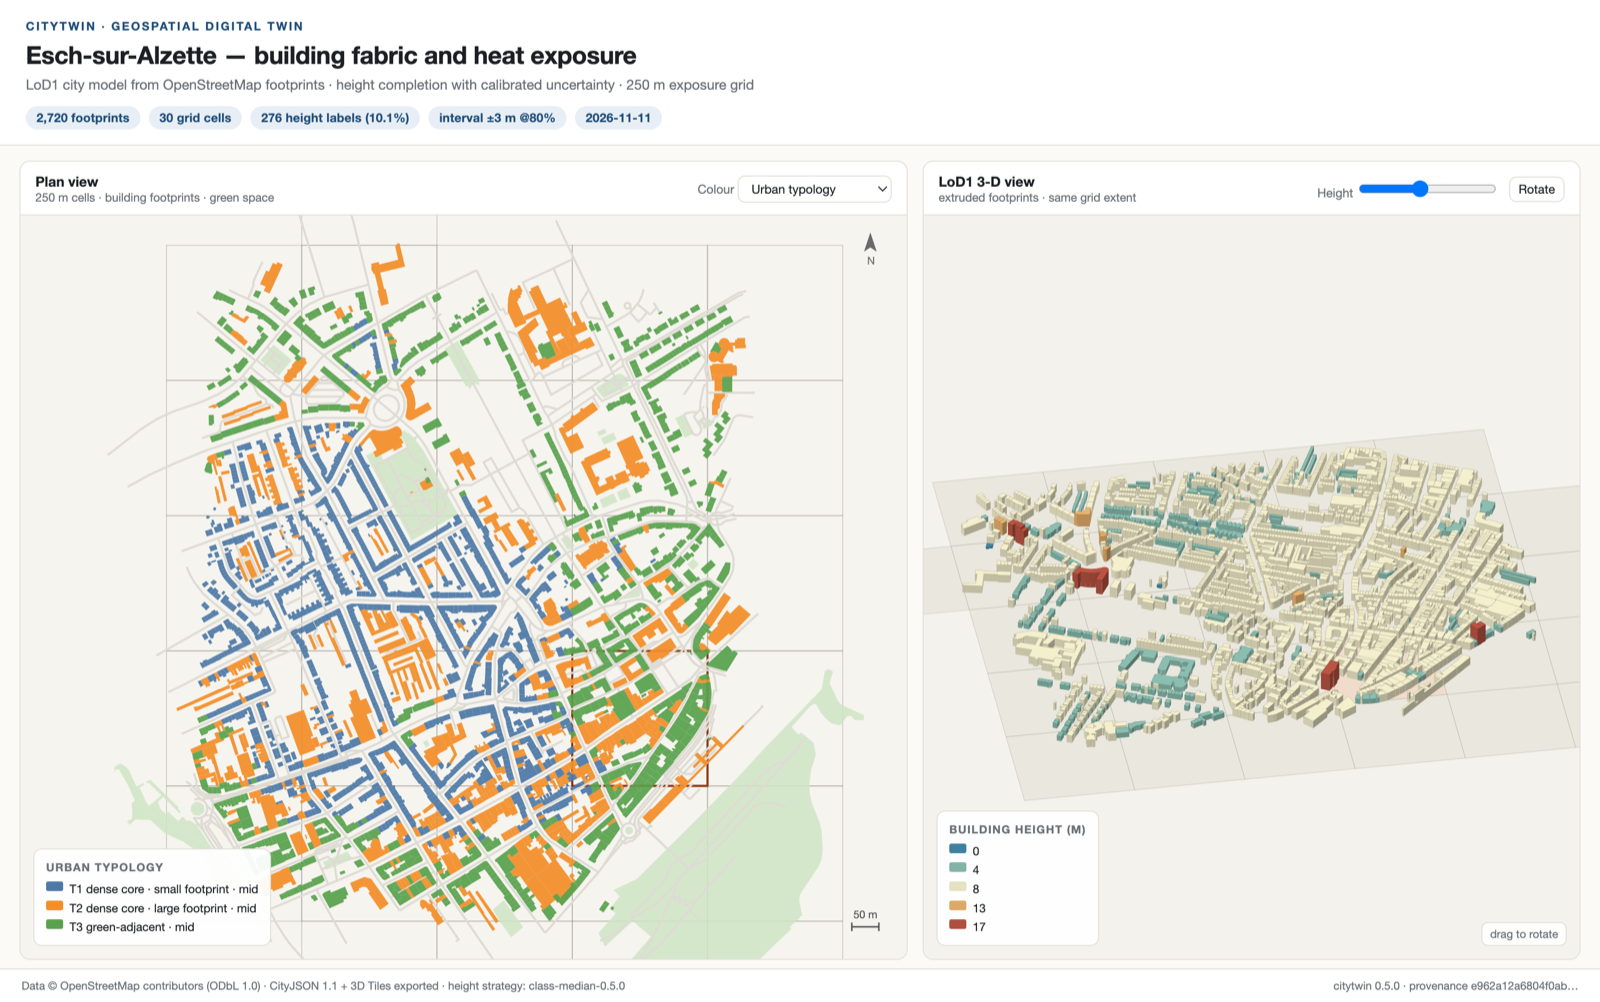 CITYTWIN · GEOSPATIAL DIGITAL TWIN
Esch-sur-Alzette — building fabric and heat exposure
LoD1 city model from OpenStreetMap footprints · height completion with calibrated uncertainty · 250 m exposure grid
2,720 footprints
30 grid cells
276 height labels (10.1%)
interval ±3 m @80%
2026-11-11
Plan view
250 m cells · building footprints · green space
Colour
Urban typology
N
URBAN TYPOLOGY
T1 dense core · small footprint · mid
T2 dense core · large footprint · mid
T3 green-adjacent · mid
50 m
LoD1 3-D view
extruded footprints · same grid extent
Height
Rotate
BUILDING HEIGHT (M)
0
4
8
13
17
drag to rotate
Data © OpenStreetMap contributors (ODbL 1.0) · CityJSON 1.1 + 3D Tiles exported · height strategy: class-median-0.5.0
citytwin 0.5.0 · provenance e962a12a6804f0ab…